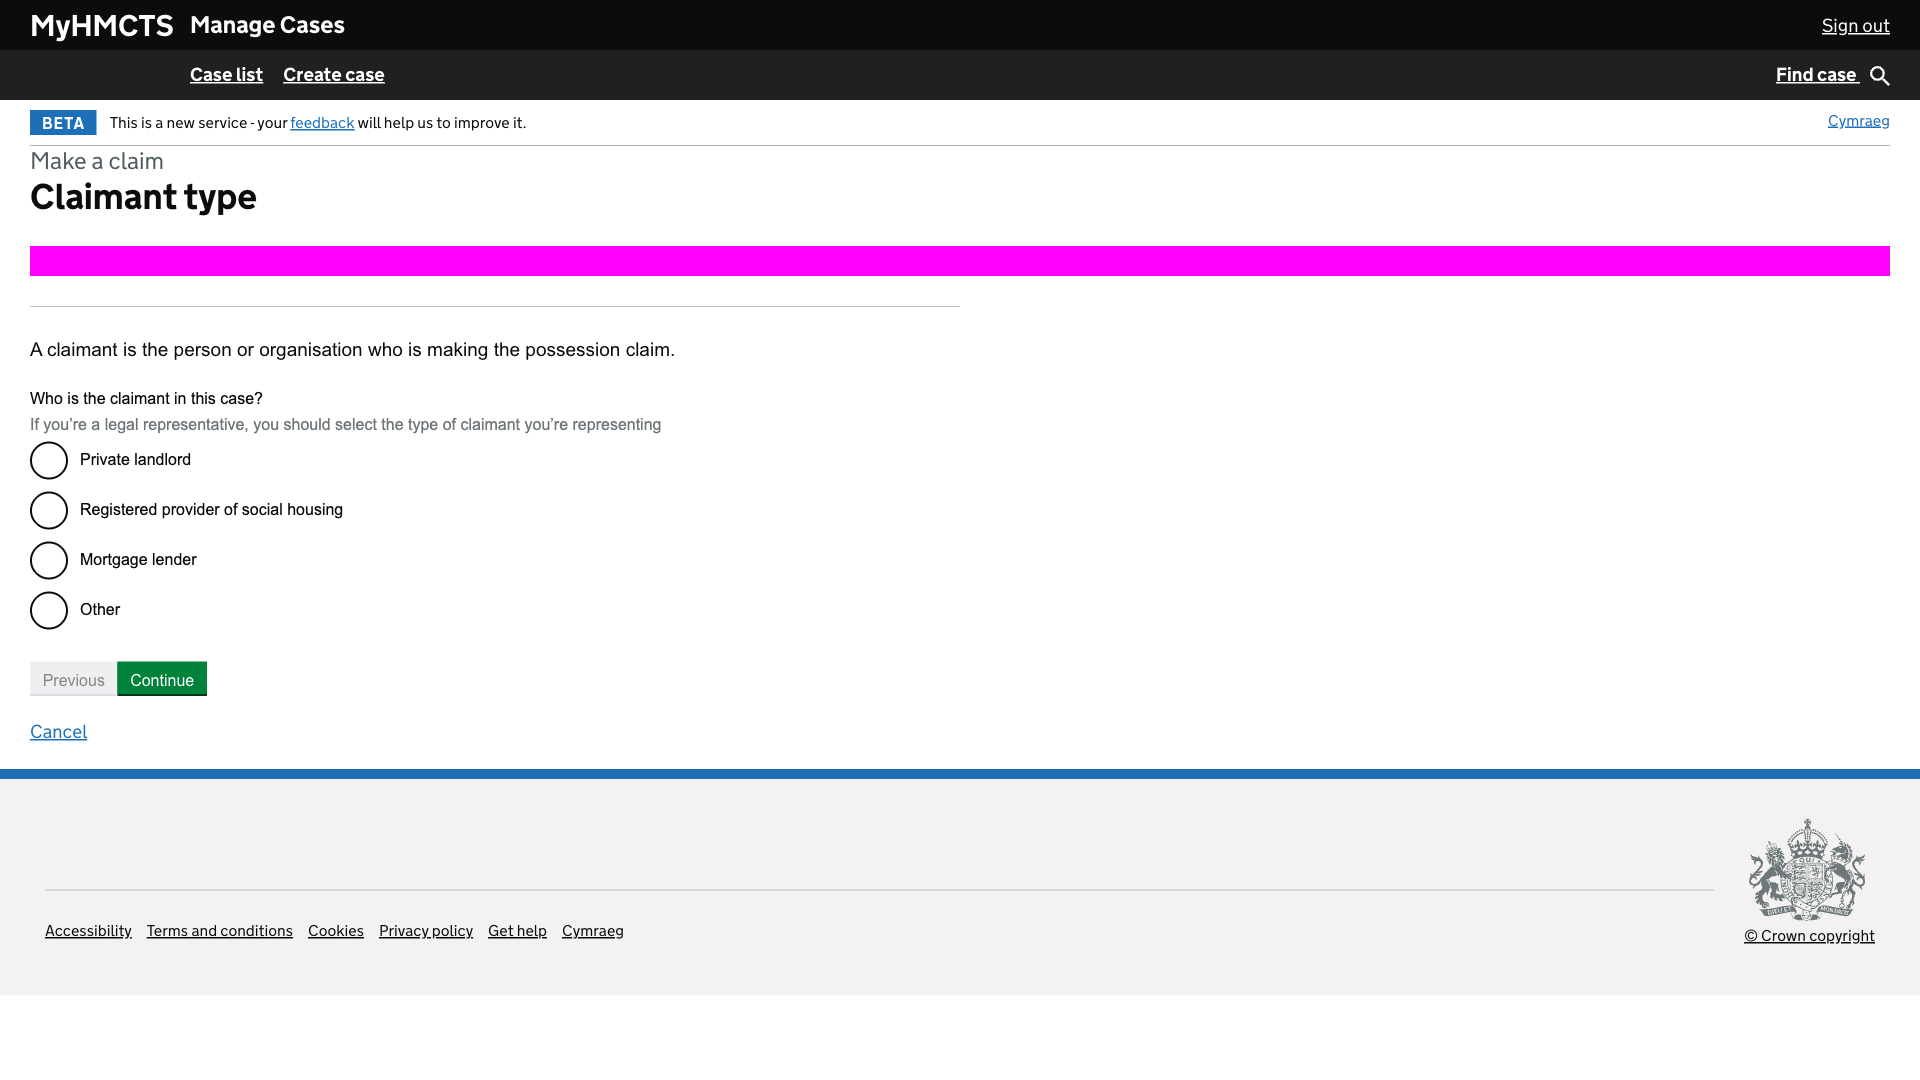 MyHMCTS Manage Cases Sign out
Case list Create case Find case
BETA This is a new service - your feedback will help us to improve it. Cymraeg
Make a claim
Claimant type
A claimant is the person or organisation who is making the possession claim.
Who is the claimant in this case?
If you’re a legal representative, you should select the type of claimant you’re representing
Private landlord
Registered provider of social housing
Mortgage lender
Other
Previous Continue
Cancel
Accessibility Terms and conditions Cookies Privacy policy Get help Cymraeg
© Crown copyright